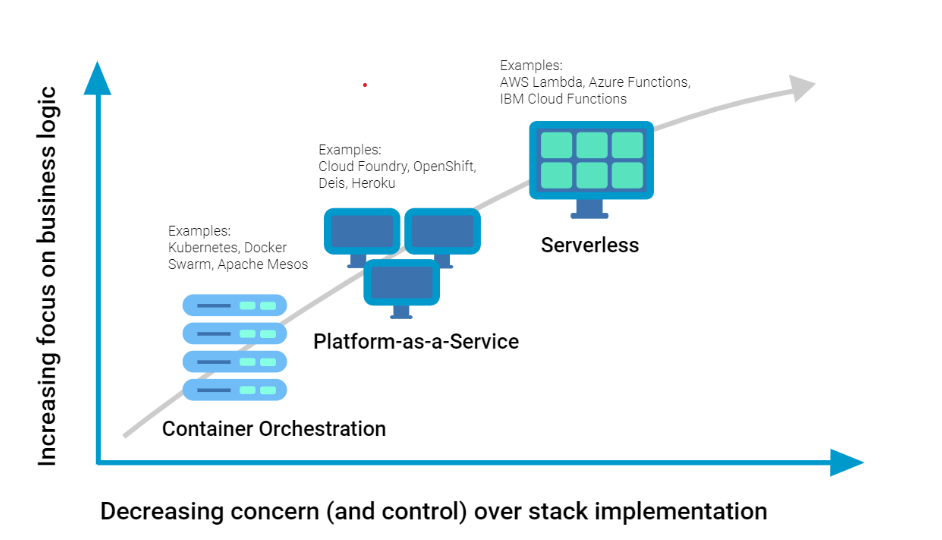 Increasing focus on business logic
Examples:
AWS Lambda, Azure Functions,
IBM Cloud Functions
Serverless
Examples:
Cloud Foundry, OpenShift,
Deis, Heroku
Platform-as-a-Service
Examples:
Kubernetes, Docker
Swarm, Apache Mesos
Container Orchestration
Decreasing concern (and control) over stack implementation